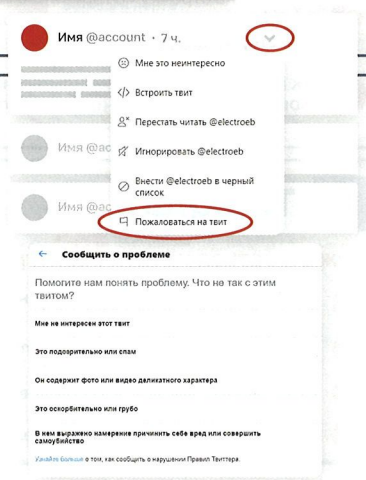 Имя @account · 7 ч.
Мне это неинтересно
Встроить твит
Перестать читать @electroeb
Игнорировать @electroeb
Внести @electroeb в черный
список
Имя @ac
Имя @ac
Пожаловаться на твит
← Сообщить о проблеме
Помогите нам понять проблему. Что не так с этим
твитом?
Мне не интересен этот твит
Это подозрительно или спам
Он содержит фото или видео деликатного характера
Это оскорбительно или грубо
В нем выражено намерение причинить себе вред или совершить
самоубийство
Узнайте больше о том, как сообщить о нарушении Правил Твиттера.